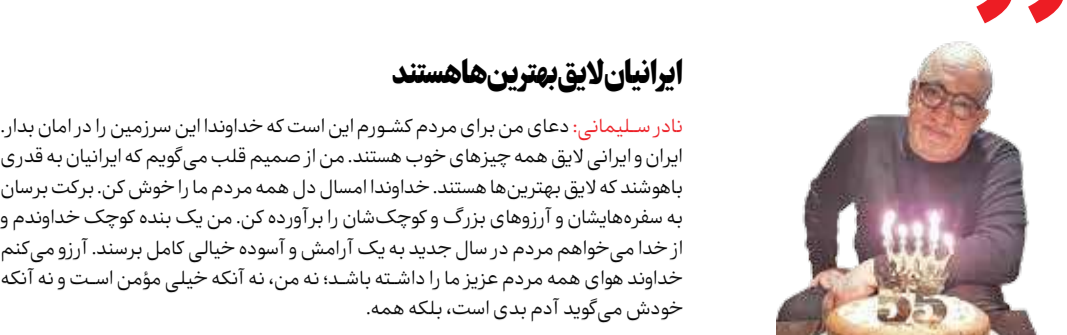 ایرانیان لایق بهترین‌ها هستند
نادر سلیمانی: دعای من برای مردم کشورم این است که خداوندا این سرزمین را در امان بدار.
ایران و ایرانی لایق همه چیزهای خوب هستند. من از صمیم قلب می‌گویم که ایرانیان به قدری
باهوشند که لایق بهترین‌ها هستند. خداوندا امسال دل همه مردم ما را خوش کن. برکت برسان
به سفره‌هایشان و آرزوهای بزرگ و کوچک‌شان را برآورده کن. من یک بنده کوچک خداوندم و
از خدا می‌خواهم مردم در سال جدید به یک آرامش و آسوده خیالی کامل برسند. آرزو می‌کنم
خداوند هوای همه مردم عزیز ما را داشته باشد؛ نه من، نه آنکه خیلی مؤمن است و نه آنکه
خودش می‌گوید آدم بدی است، بلکه همه.
55